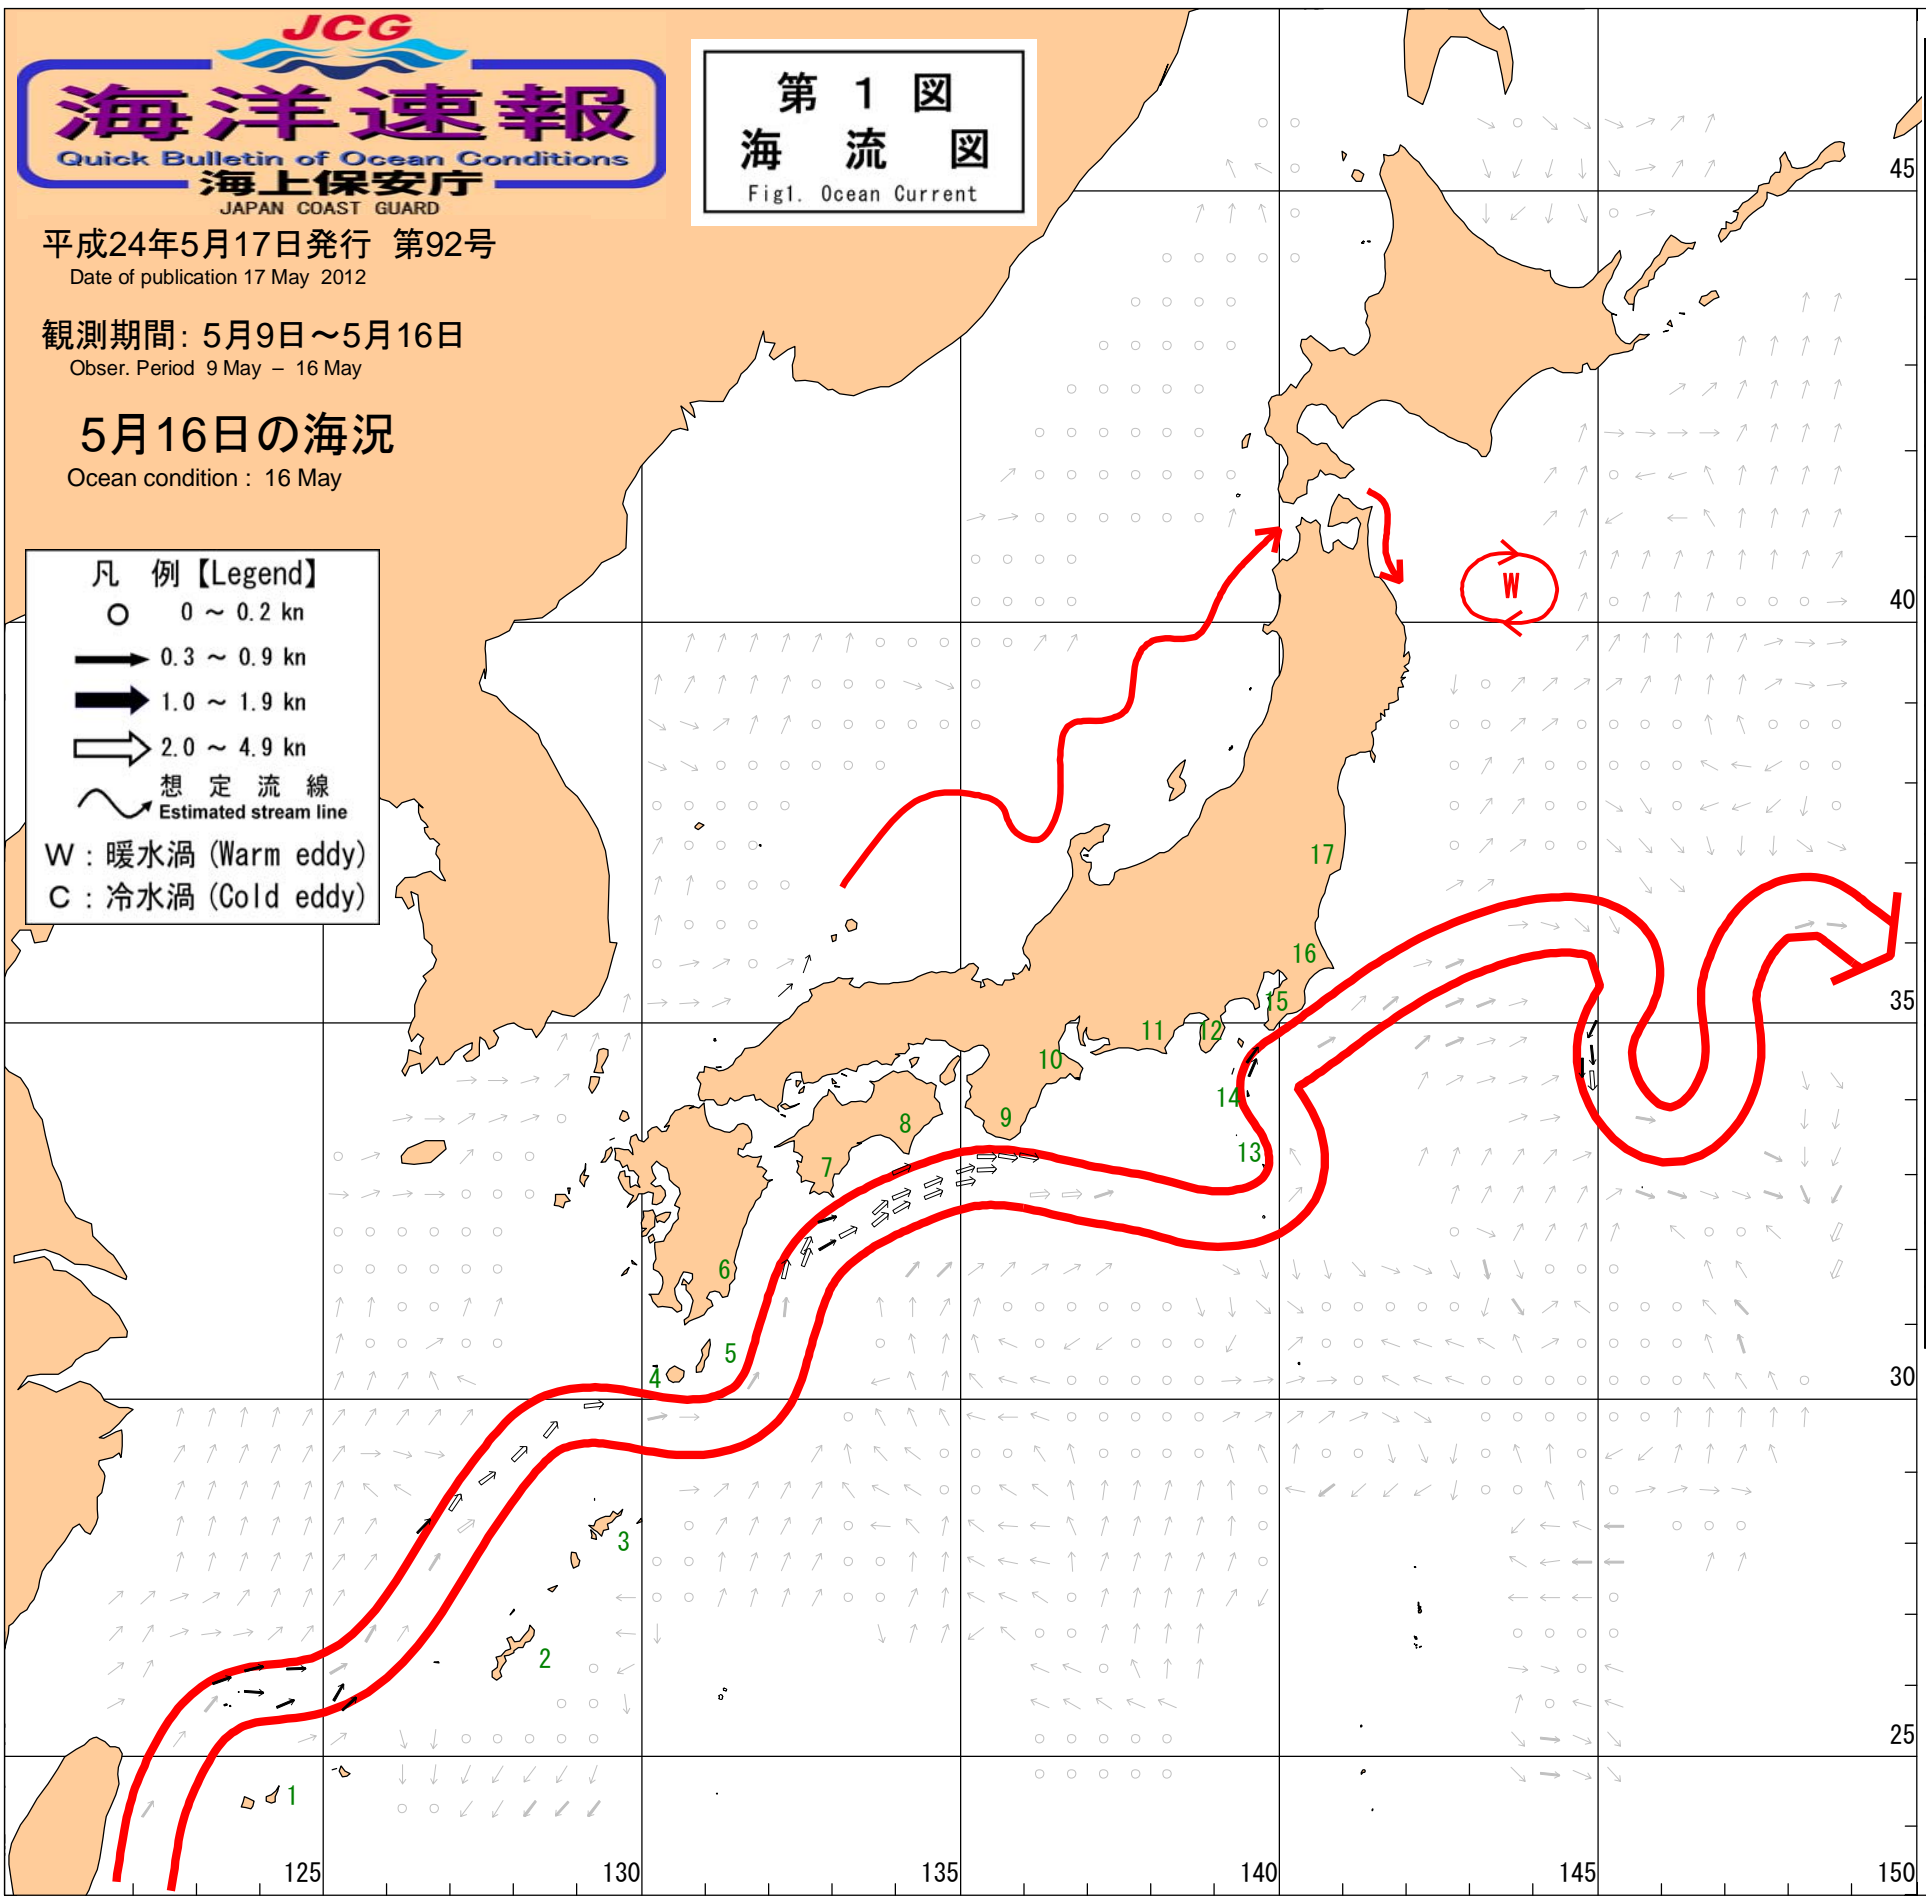 JCG
海洋速報
Quick Bulletin of Ocean Conditions
海上保安庁
JAPAN COAST GUARD
第 1 図
海 流 図
Fig1. Ocean Current
平成24年5月17日発行 第92号
Date of publication 17 May 2012
観測期間: 5月9日～5月16日
Obser. Period 9 May – 16 May
5月16日の海況
Ocean condition : 16 May
凡 例【Legend】
0 ～ 0.2 kn
0.3 ～ 0.9 kn
1.0 ～ 1.9 kn
2.0 ～ 4.9 kn
想 定 流 線
Estimated stream line
W : 暖水渦 (Warm eddy)
C : 冷水渦 (Cold eddy)
45
W
40
17
16
35
15
12
11
10
14
9
8
13
7
6
5
4
30
3
2
25
1
125
130
135
140
145
150